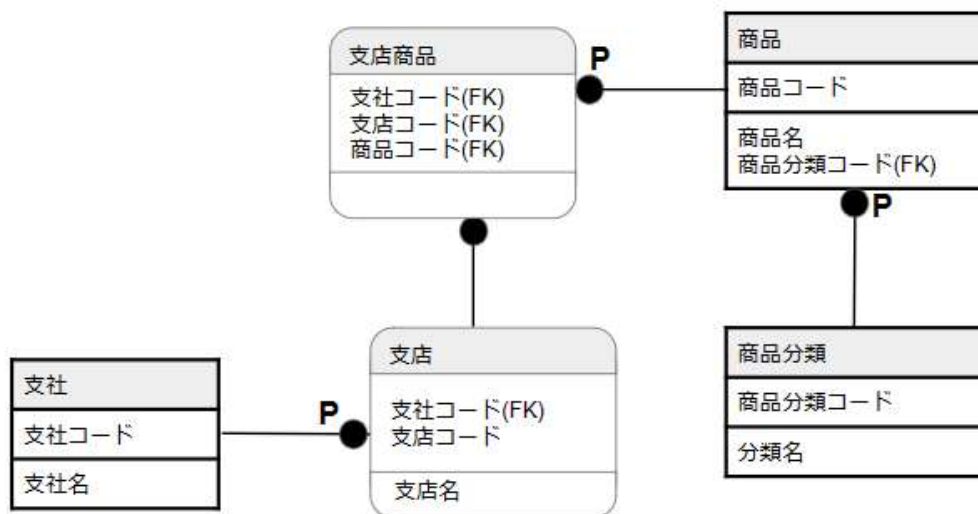 支店商品
支社コード(FK)
支店コード(FK)
商品コード(FK)
P
商品
商品コード
商品名
商品分類コード(FK)
P
支社
支社コード
支社名
P
支店
支社コード(FK)
支店コード
支店名
商品分類
商品分類コード
分類名